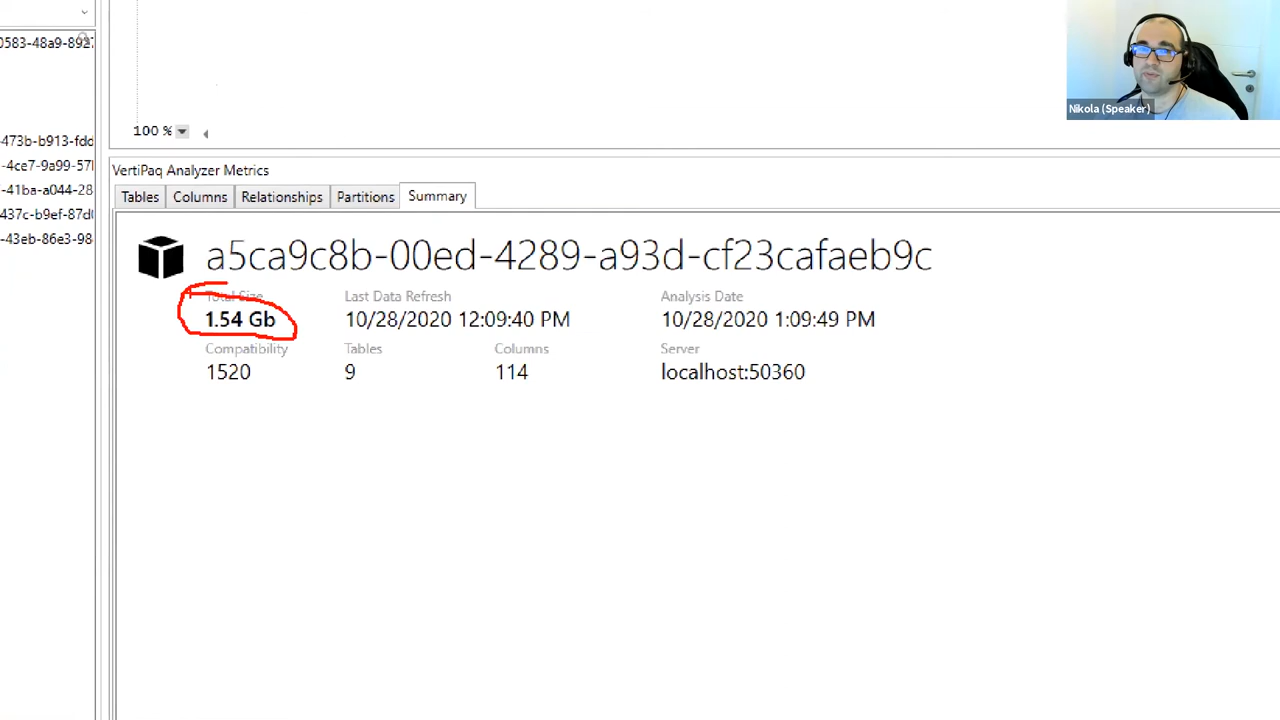 0583-48a9-892
Nikola (Speaker)
100 %
-473b-b913-fdd
-4ce7-9a99-57
-41ba-a044-28
437c-b9ef-87d
-43eb-86e3-98
VertiPaq Analyzer Metrics
Tables Columns Relationships Partitions Summary
a5ca9c8b-00ed-4289-a93d-cf23cafaeb9c
Total Size Last Data Refresh Analysis Date
1.54 Gb 10/28/2020 12:09:40 PM 10/28/2020 1:09:49 PM
Compatibility Tables Columns Server
1520 9 114 localhost:50360